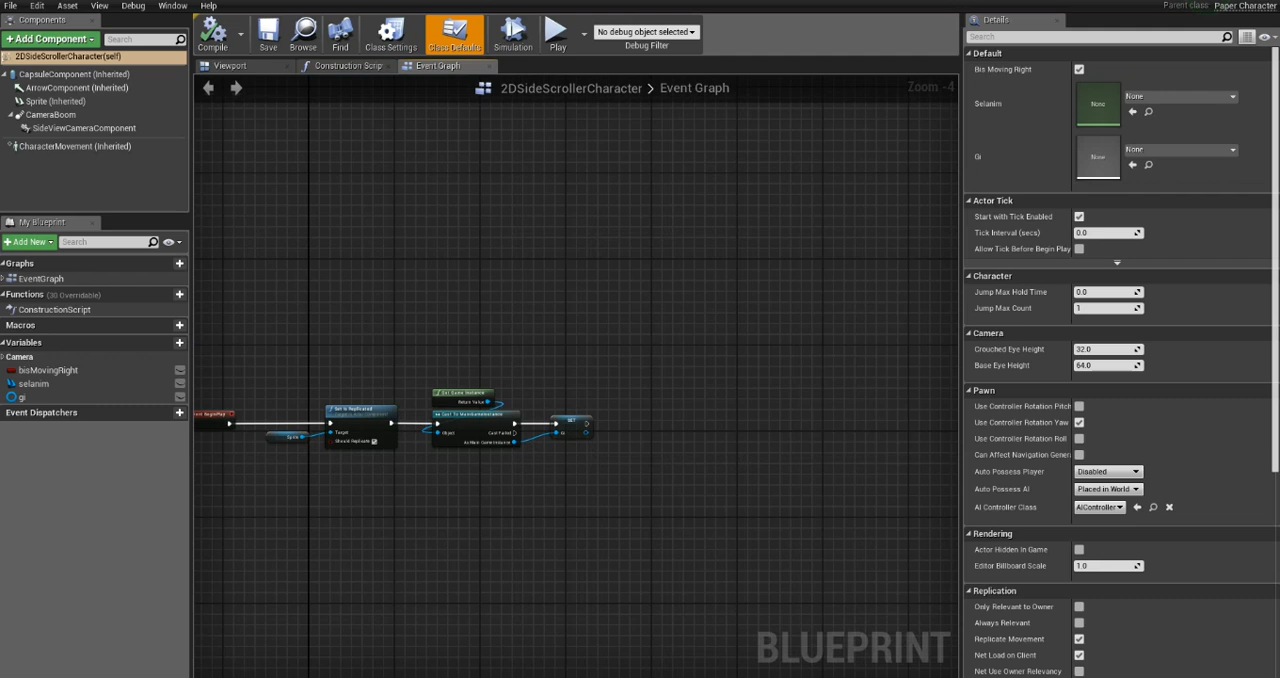 File Edit Asset View Debug Window Help
Parent class: Paper Character
Components
+ Add Component
Search
2DSideScrollerCharacter(self)
CapsuleComponent (Inherited)
ArrowComponent (Inherited)
Sprite (Inherited)
CameraBoom
SideViewCameraComponent
CharacterMovement (Inherited)
My Blueprint
+ Add New
Search
Graphs
EventGraph
Functions (30 Overridable)
ConstructionScript
Macros
Variables
Camera
bisMovingRight
selanim
gi
Event Dispatchers
Compile
Save
Browse
Find
Class Settings
Class Defaults
Simulation
Play
No debug object selected
Debug Filter
Viewport
Construction Scrip
Event Graph
2DSideScrollerCharacter > Event Graph
Zoom -4
Get Game Instance
Return Value
Event BeginPlay
Set Is Replicated
Target
Should Replicate
Sprite
Cast To MainGameInstance
Object
Cast Failed
As Main Game Instance
SET
Gi
BLUEPRINT
Details
Search
Default
Bis Moving Right
Selanim
None
None
Gi
None
None
Actor Tick
Start with Tick Enabled
Tick Interval (secs) 0.0
Allow Tick Before Begin Play
Character
Jump Max Hold Time 0.0
Jump Max Count 1
Camera
Crouched Eye Height 32.0
Base Eye Height 64.0
Pawn
Use Controller Rotation Pitch
Use Controller Rotation Yaw
Use Controller Rotation Roll
Can Affect Navigation Gener
Auto Possess Player Disabled
Auto Possess AI Placed in World
AI Controller Class AIController
Rendering
Actor Hidden In Game
Editor Billboard Scale 1.0
Replication
Only Relevant to Owner
Always Relevant
Replicate Movement
Net Load on Client
Net Use Owner Relevancy